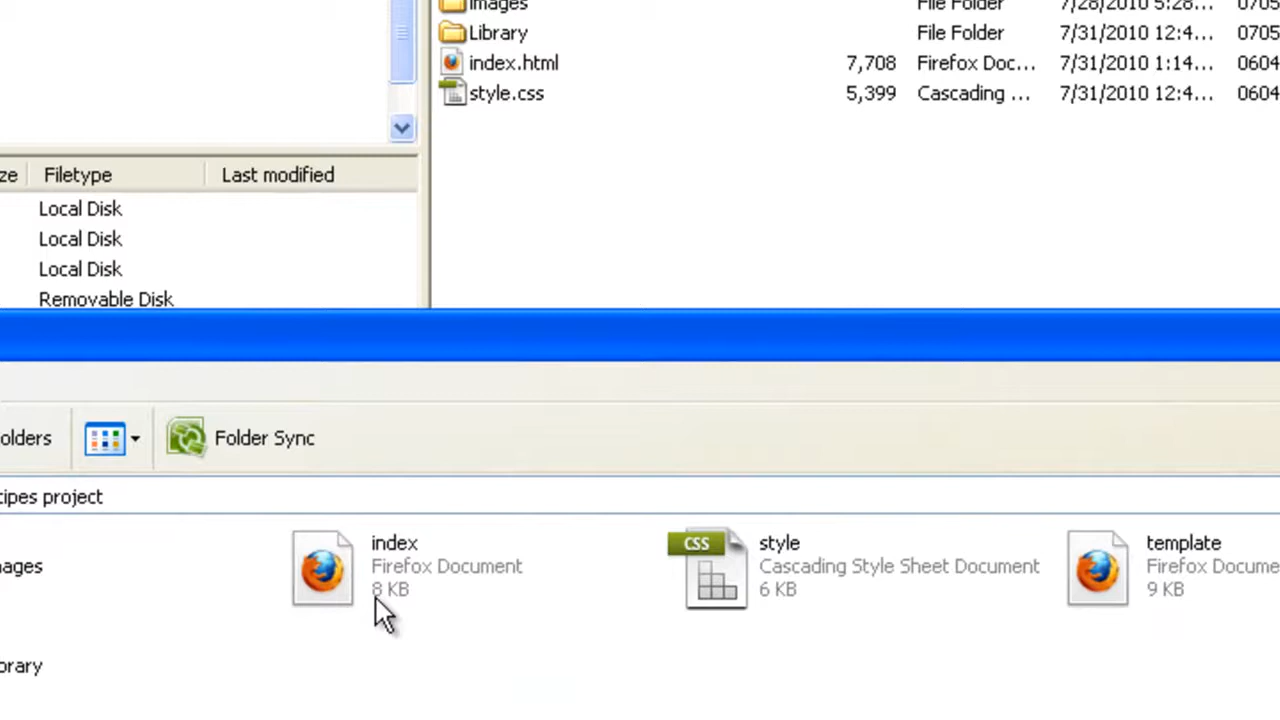 images File Folder 7/28/2010 5:28... 0705
Library File Folder 7/31/2010 12:4... 0705
index.html 7,708 Firefox Doc... 7/31/2010 1:14... 0604
style.css 5,399 Cascading ... 7/31/2010 12:4... 0604
ze Filetype Last modified
Local Disk
Local Disk
Local Disk
Removable Disk
olders Folder Sync
cipes project
index
Firefox Document
8 KB
CSS
style
Cascading Style Sheet Document
6 KB
template
Firefox Docume
9 KB
mages
brary